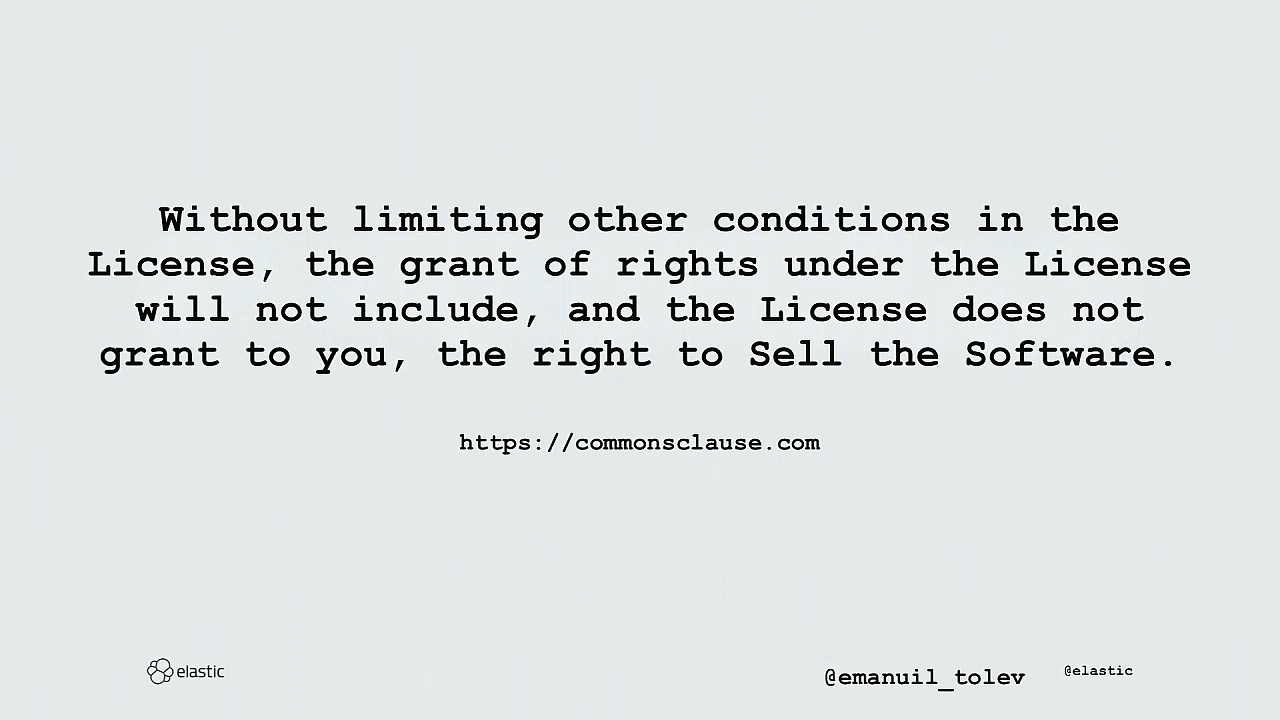 Without limiting other conditions in the
License, the grant of rights under the License
will not include, and the License does not
grant to you, the right to Sell the Software.
https://commonsclause.com
elastic
@emanuil_tolev
@elastic